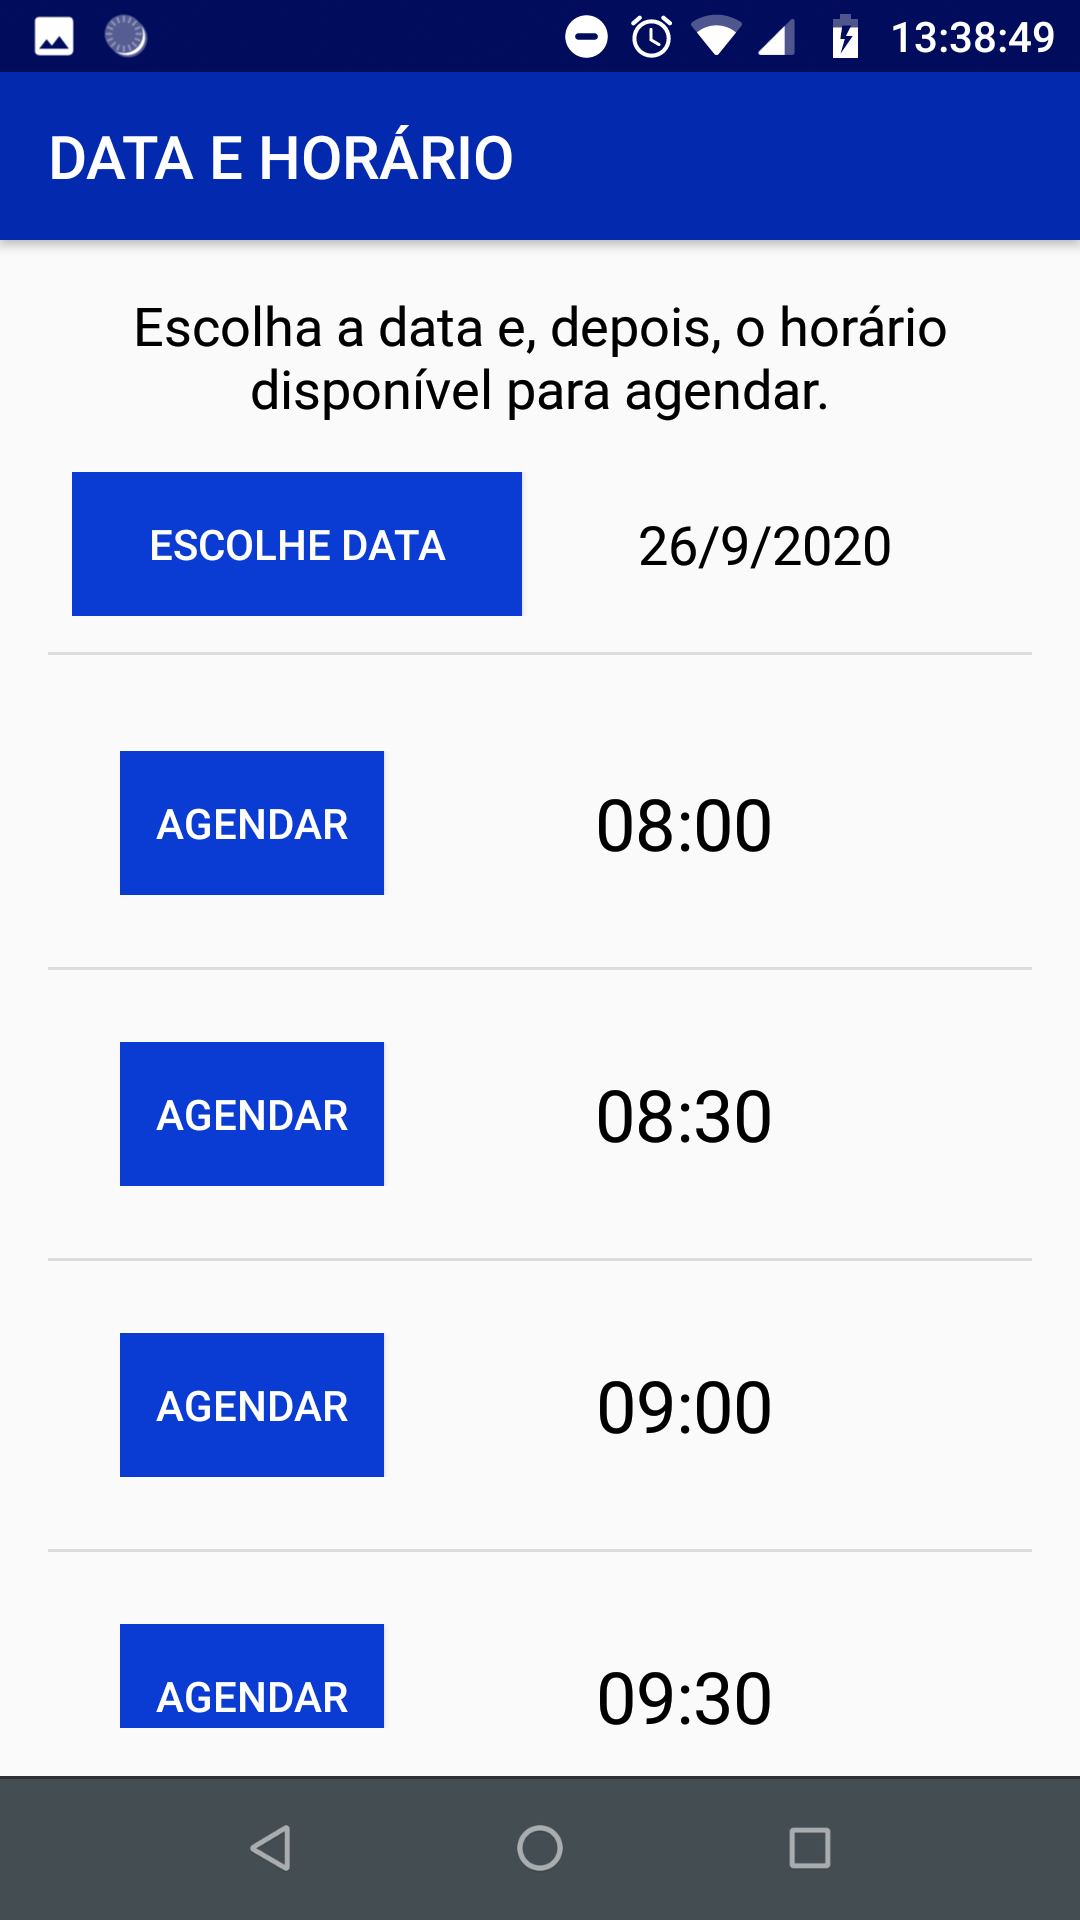 13:38:49
DATA E HORÁRIO
Escolha a data e, depois, o horário
disponível para agendar.
ESCOLHE DATA 26/9/2020
AGENDAR 08:00
AGENDAR 08:30
AGENDAR 09:00
AGENDAR 09:30